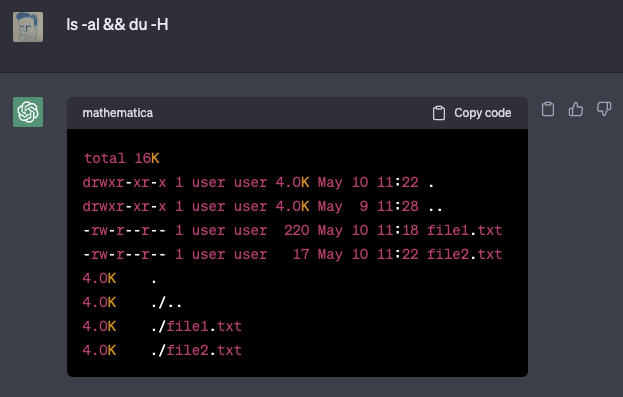 ls -al && du -H
mathematica
Copy code
total 16K
drwxr-xr-x 1 user user 4.0K May 10 11:22 .
drwxr-xr-x 1 user user 4.0K May  9 11:28 ..
-rw-r--r-- 1 user user  220 May 10 11:18 file1.txt
-rw-r--r-- 1 user user   17 May 10 11:22 file2.txt
4.0K    .
4.0K    ./..
4.0K    ./file1.txt
4.0K    ./file2.txt